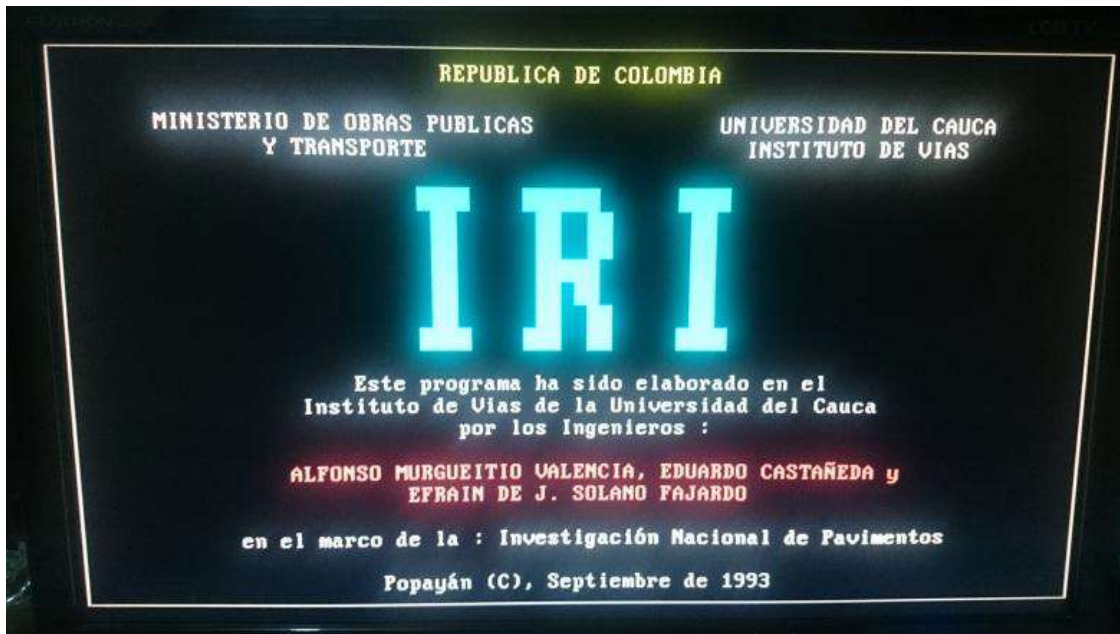 REPUBLICA DE COLOMBIA
MINISTERIO DE OBRAS PUBLICAS
Y TRANSPORTE
UNIVERSIDAD DEL CAUCA
INSTITUTO DE VIAS
IRI
Este programa ha sido elaborado en el
Instituto de Vias de la Universidad del Cauca
por los Ingenieros :
ALFONSO MURGUEITIO VALENCIA, EDUARDO CASTAÑEDA y
EFRAIN DE J. SOLANO FAJARDO
en el marco de la : Investigación Nacional de Pavimentos
Popayán (C), Septiembre de 1993